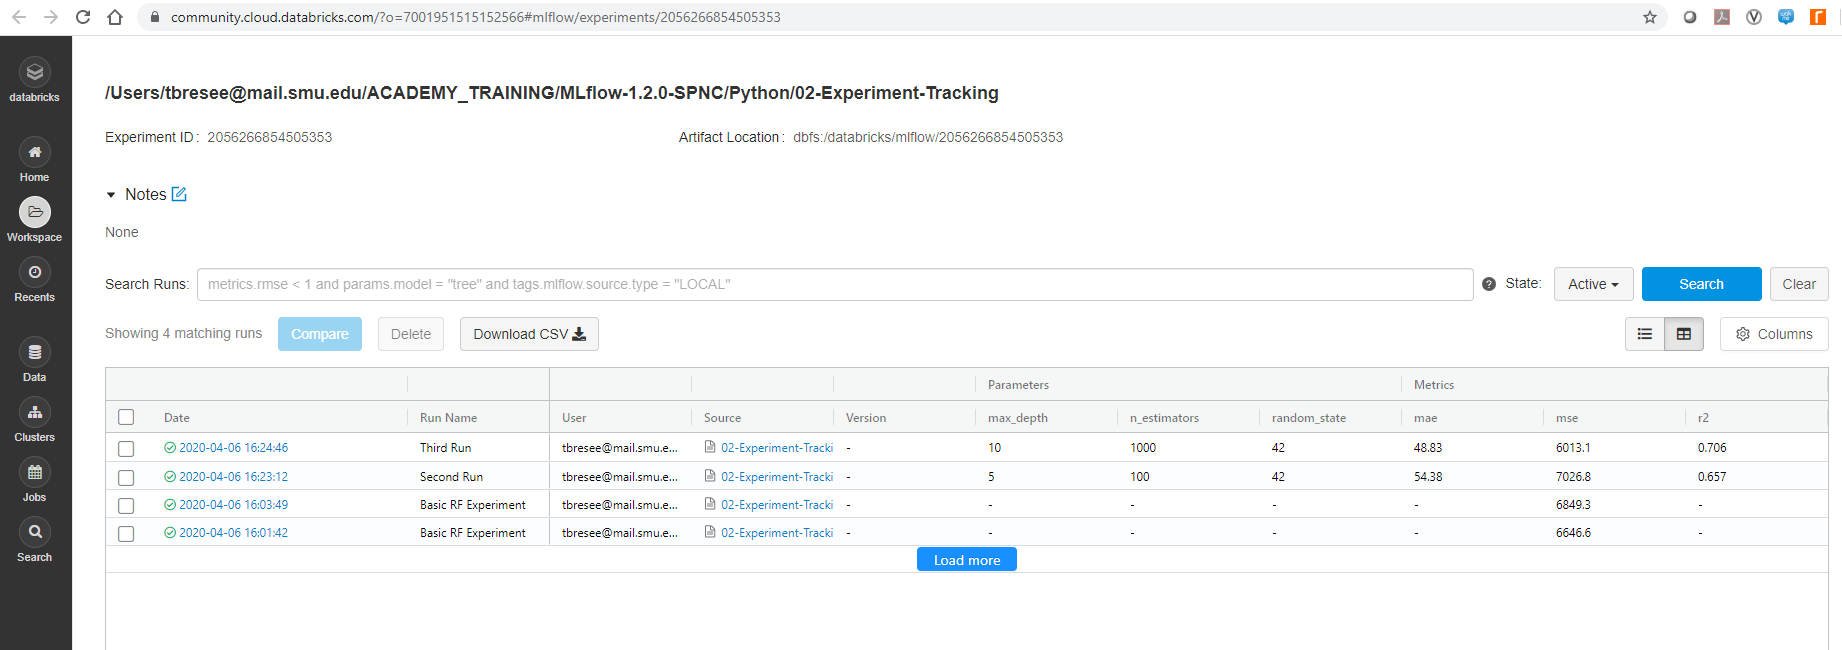 community.cloud.databricks.com/?o=7001951515152566#mlflow/experiments/2056266854505353
databricks
Home
Workspace
Recents
Data
Clusters
Jobs
Search
/Users/tbresee@mail.smu.edu/ACADEMY_TRAINING/MLflow-1.2.0-SPNC/Python/02-Experiment-Tracking
Experiment ID : 2056266854505353 Artifact Location : dbfs:/databricks/mlflow/2056266854505353
Notes
None
Search Runs: metrics.rmse < 1 and params.model = "tree" and tags.mlflow.source.type = "LOCAL" ? State: Active Search Clear
Showing 4 matching runs Compare Delete Download CSV Columns
Parameters Metrics
Date Run Name User Source Version max_depth n_estimators random_state mae mse r2
2020-04-06 16:24:46 Third Run tbresee@mail.smu.e... 02-Experiment-Tracki - 10 1000 42 48.83 6013.1 0.706
2020-04-06 16:23:12 Second Run tbresee@mail.smu.e... 02-Experiment-Tracki - 5 100 42 54.38 7026.8 0.657
2020-04-06 16:03:49 Basic RF Experiment tbresee@mail.smu.e... 02-Experiment-Tracki - - - - - 6849.3 -
2020-04-06 16:01:42 Basic RF Experiment tbresee@mail.smu.e... 02-Experiment-Tracki - - - - - 6646.6 -
Load more